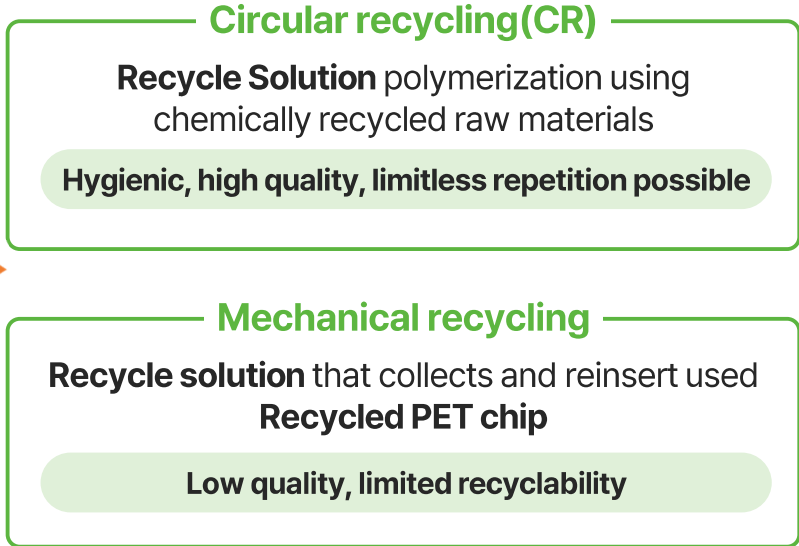 Circular recycling(CR)
Recycle Solution polymerization using
chemically recycled raw materials
Hygienic, high quality, limitless repetition possible
Mechanical recycling
Recycle solution that collects and reinsert used
Recycled PET chip
Low quality, limited recyclability